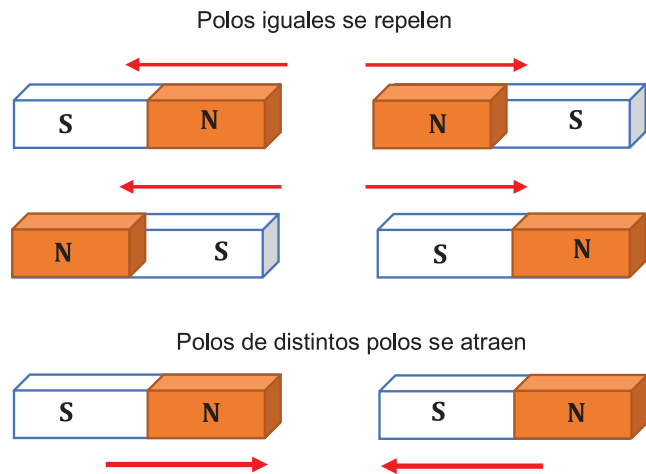 Polos iguales se repelen
S N N S
N S S N
Polos de distintos polos se atraen
S N S N